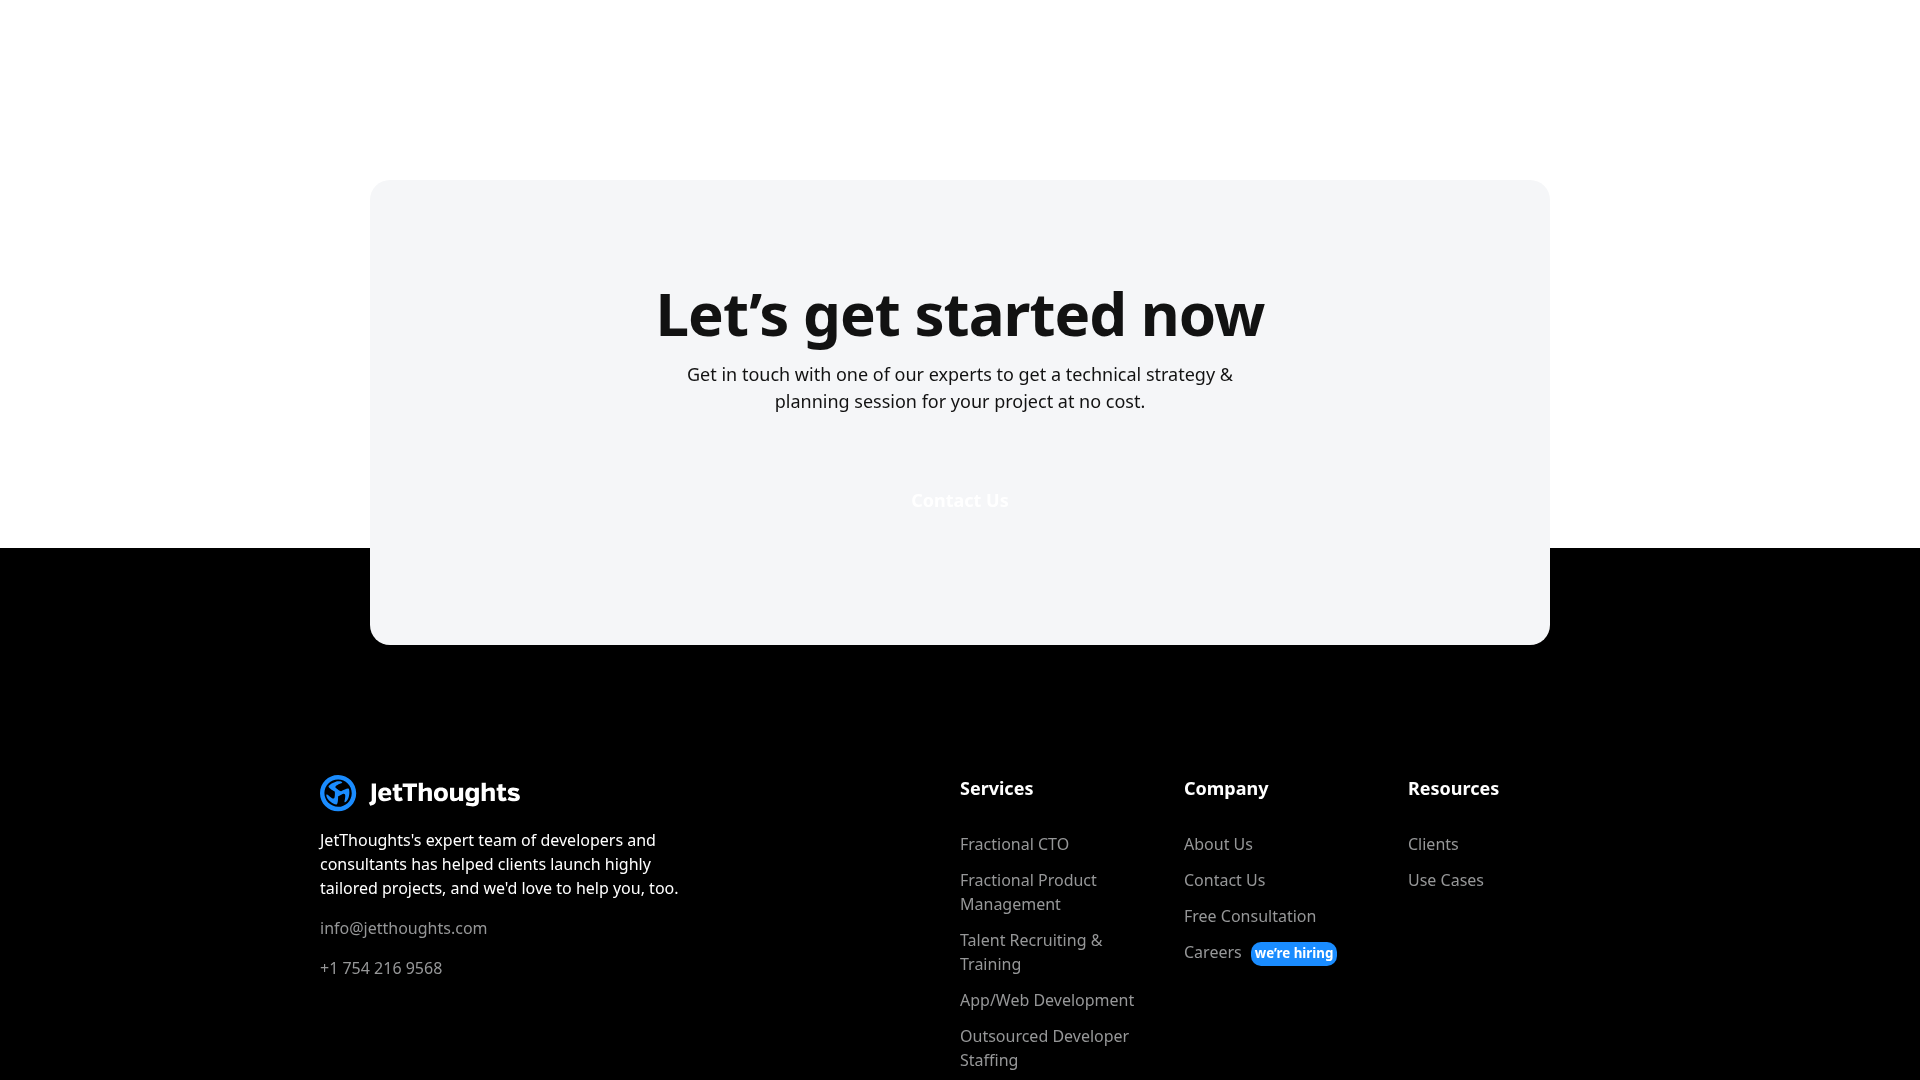 Let’s get started now
Get in touch with one of our experts to get a technical strategy &
planning session for your project at no cost.
Contact Us
JetThoughts
JetThoughts's expert team of developers and
consultants has helped clients launch highly
tailored projects, and we'd love to help you, too.
info@jetthoughts.com
+1 754 216 9568
Services
Fractional CTO
Fractional Product
Management
Talent Recruiting &
Training
App/Web Development
Outsourced Developer
Staffing
Company
About Us
Contact Us
Free Consultation
Careers we’re hiring
Resources
Clients
Use Cases